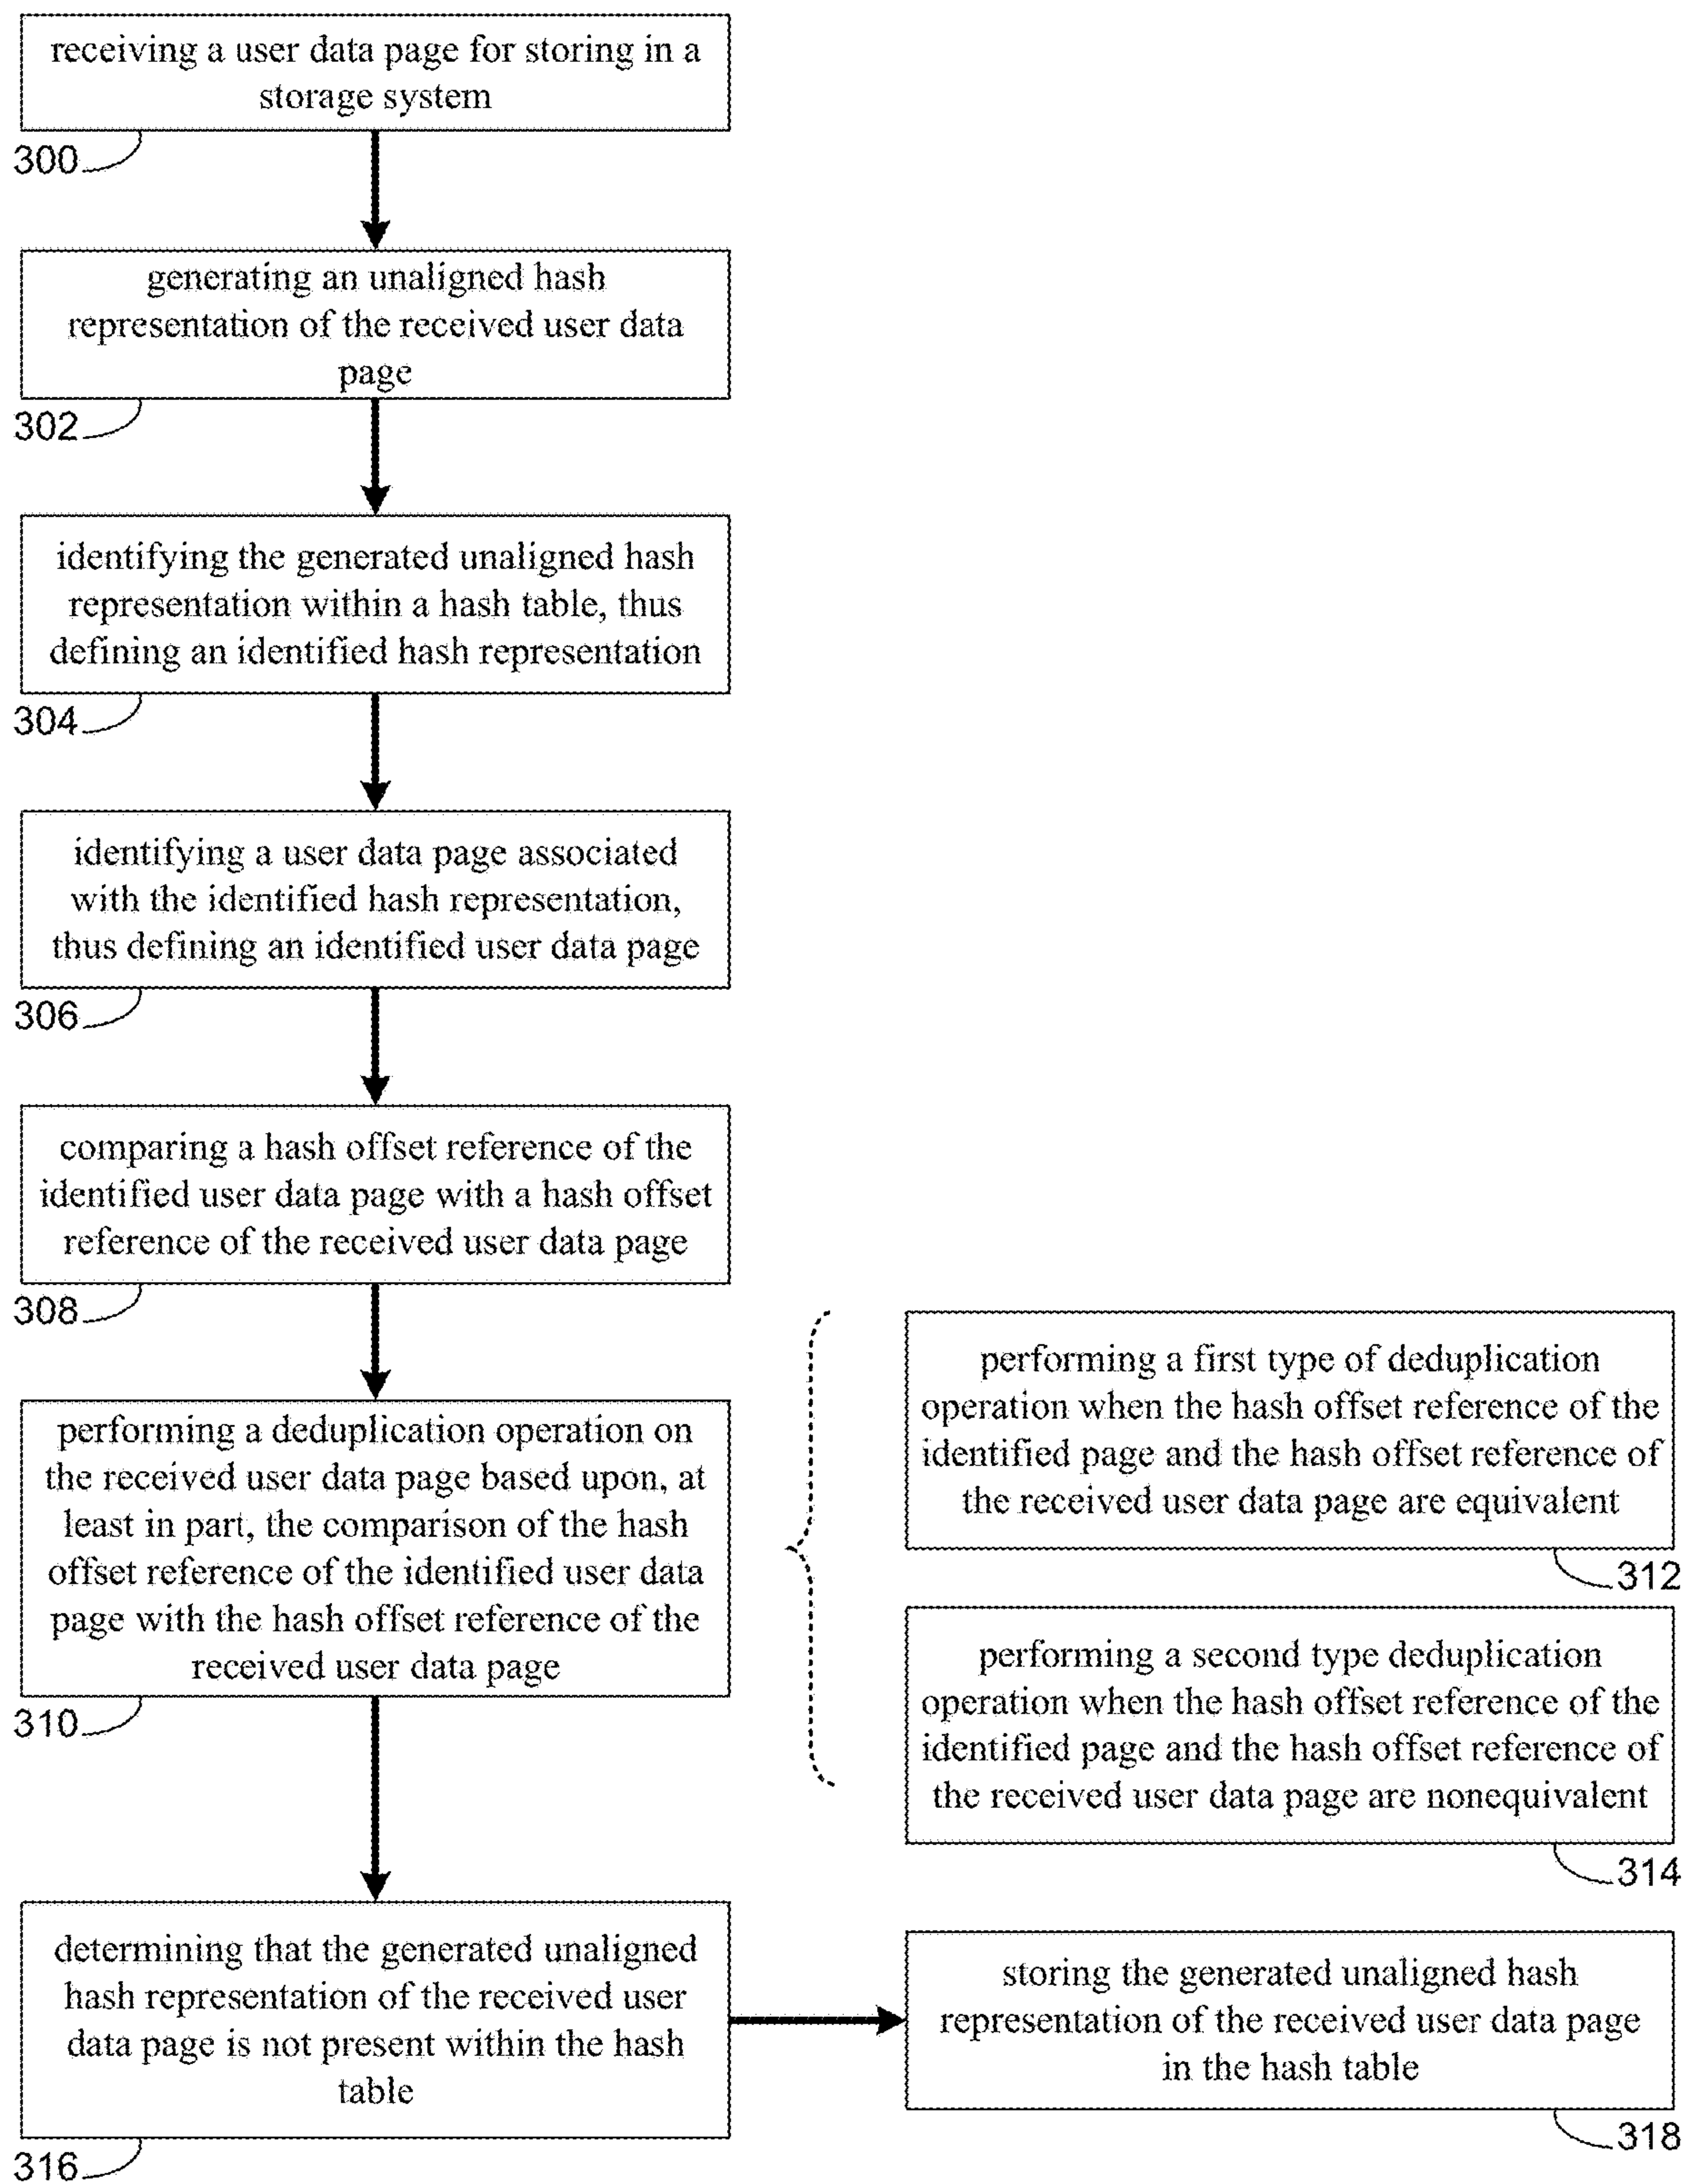 receiving a user data page for storing in a
storage system
300
generating an unaligned hash
representation of the received user data
page
302
identifying the generated unaligned hash
representation within a hash table, thus
defining an identified hash representation
304
identifying a user data page associated
with the identified hash representation,
thus defining an identified user data page
306
comparing a hash offset reference of the
identified user data page with a hash offset
reference of the received user data page
308
performing a deduplication operation on
the received user data page based upon, at
least in part, the comparison of the hash
offset reference of the identified user data
page with the hash offset reference of the
received user data page
310
performing a first type of deduplication
operation when the hash offset reference of the
identified page and the hash offset reference of
the received user data page are equivalent
312
performing a second type deduplication
operation when the hash offset reference of the
identified page and the hash offset reference of
the received user data page are nonequivalent
314
determining that the generated unaligned
hash representation of the received user
data page is not present within the hash
table
316
storing the generated unaligned hash
representation of the received user data page
in the hash table
318